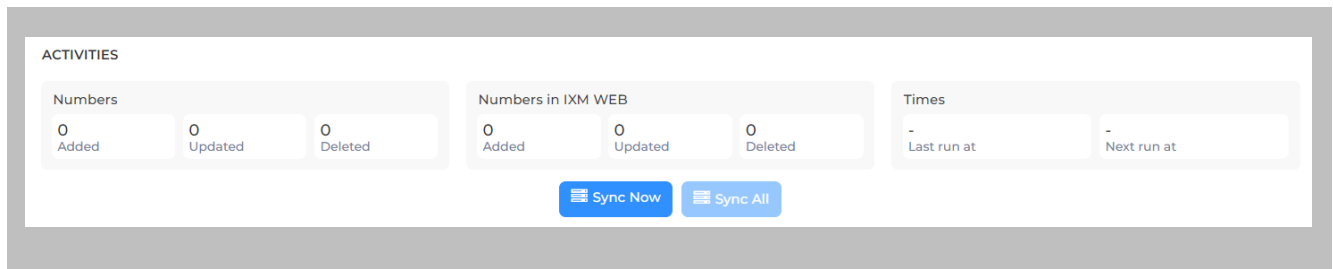 ACTIVITIES
Numbers
0
Added
0
Updated
0
Deleted
Numbers in IXM WEB
0
Added
0
Updated
0
Deleted
Times
-
Last run at
-
Next run at
Sync Now
Sync All